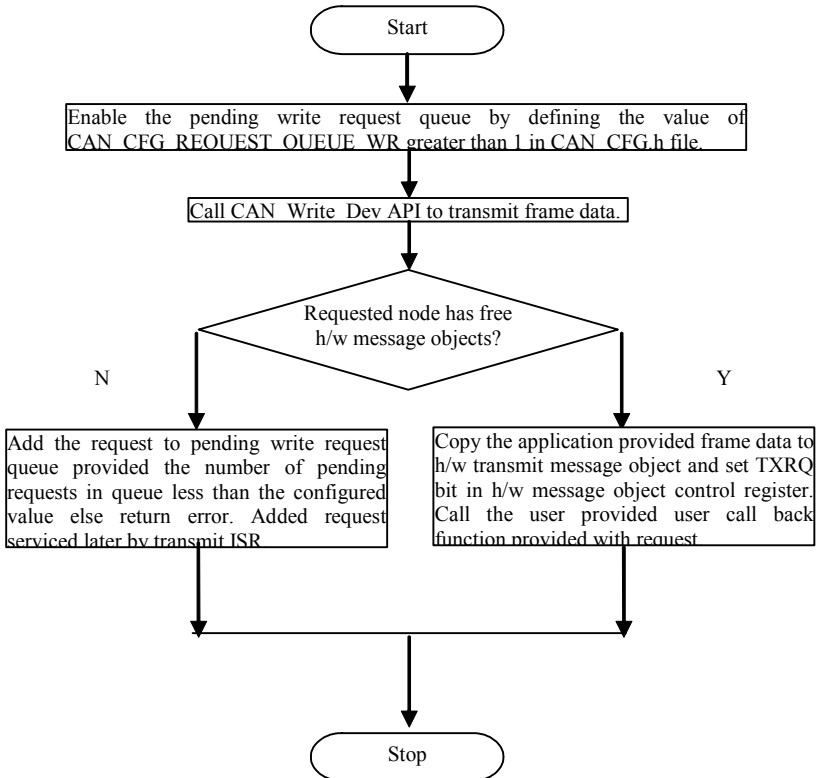 Start
Enable the pending write request queue by defining the value of
CAN_CFG_REQUEST_QUEUE_WR greater than 1 in CAN_CFG.h file.
Call CAN_Write_Dev API to transmit frame data.
Requested node has free
h/w message objects?
N
Y
Add the request to pending write request
queue provided the number of pending
requests in queue less than the configured
value else return error. Added request
serviced later by transmit ISR
Copy the application provided frame data to
h/w transmit message object and set TXRQ
bit in h/w message object control register.
Call the user provided user call back
function provided with request
Stop